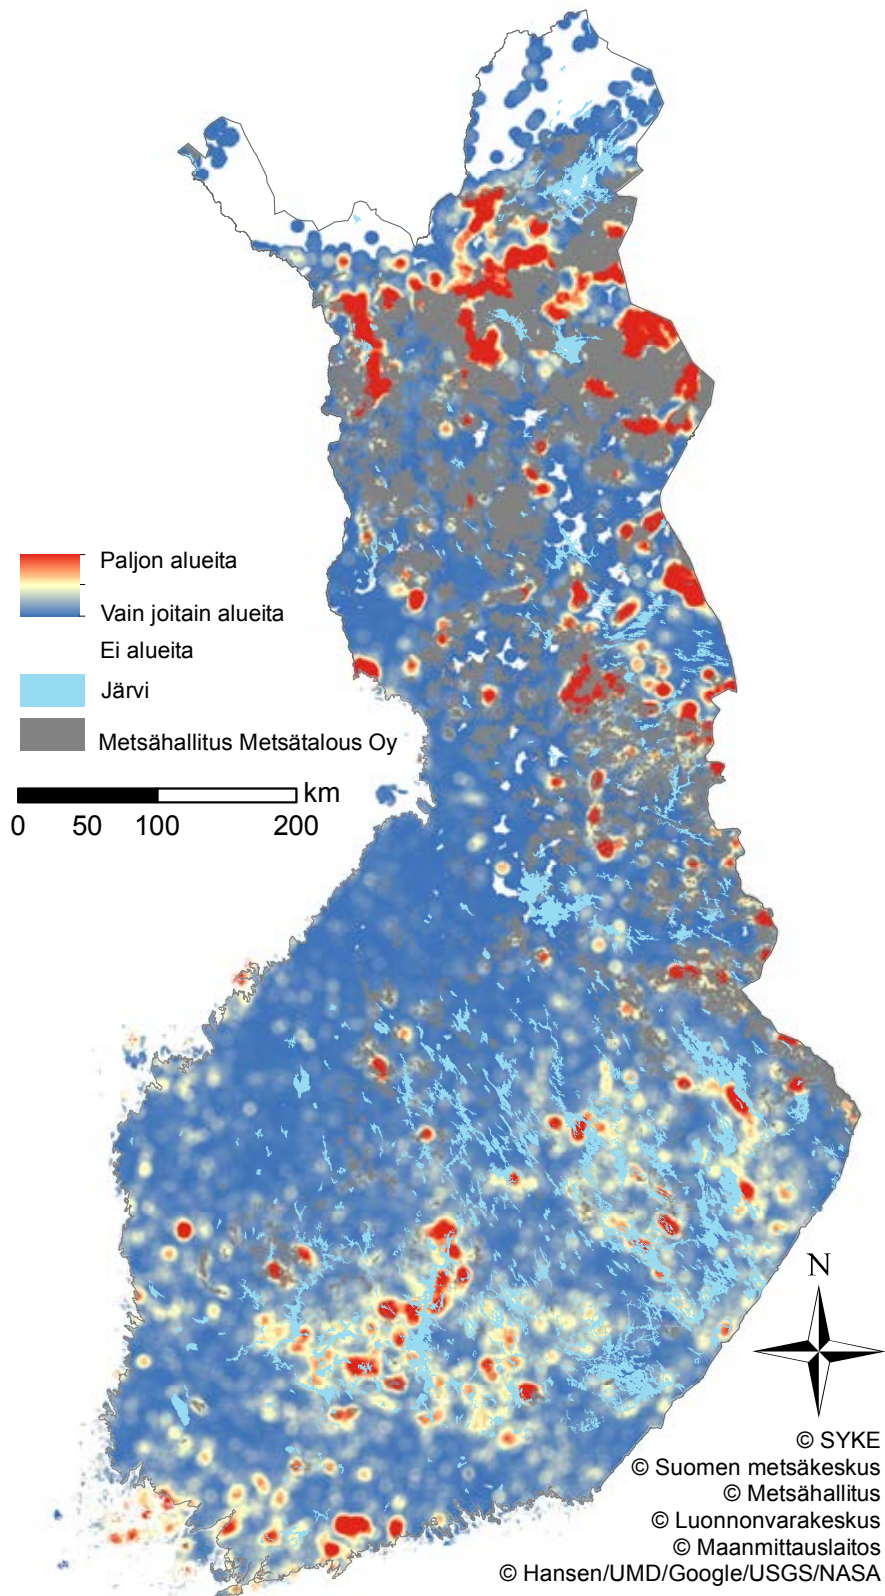 Paljon alueita
Vain joitain alueita
Ei alueita
Järvi
Metsähallitus Metsätalous Oy
km
0 50 100 200
N
© SYKE
© Suomen metsäkeskus
© Metsähallitus
© Luonnonvarakeskus
© Maanmittauslaitos
© Hansen/UMD/Google/USGS/NASA